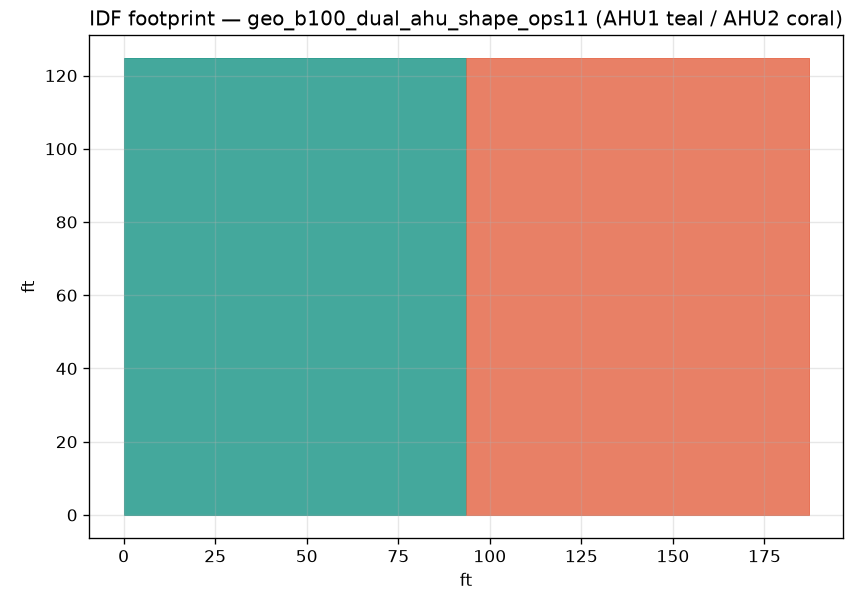 IDF footprint — geo_b100_dual_ahu_shape_ops11 (AHU1 teal / AHU2 coral)
120
100
80
60
40
20
0
ft
0 25 50 75 100 125 150 175
ft